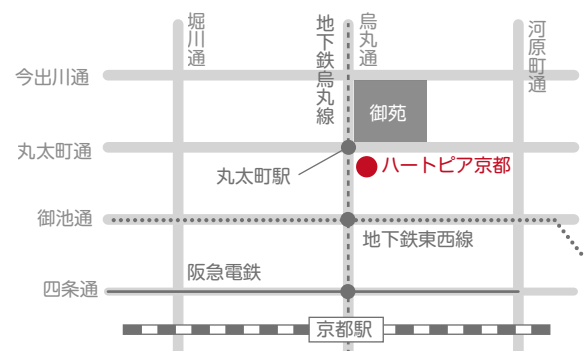 堀川通
地下鉄烏丸線
烏丸通
河原町通
今出川通
御苑
丸太町通
ハートピア京都
丸太町駅
御池通
地下鉄東西線
阪急電鉄
四条通
京都駅